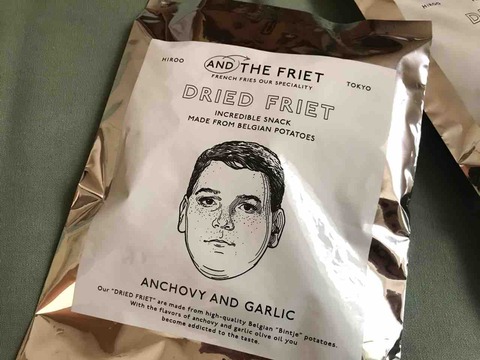 HIROO
AND THE FRIET
FRENCH FRIES OUR SPECIALITY
TOKYO
DRIED FRIET
INCREDIBLE SNACK
MADE FROM BELGIAN POTATOES
ANCHOVY AND GARLIC
Our "DRIED FRIET" are made from high-quality Belgian "Bintje" potatoes.
With the flavors of anchovy and garlic olive oil you
become addicted to the taste.
HIROO
D